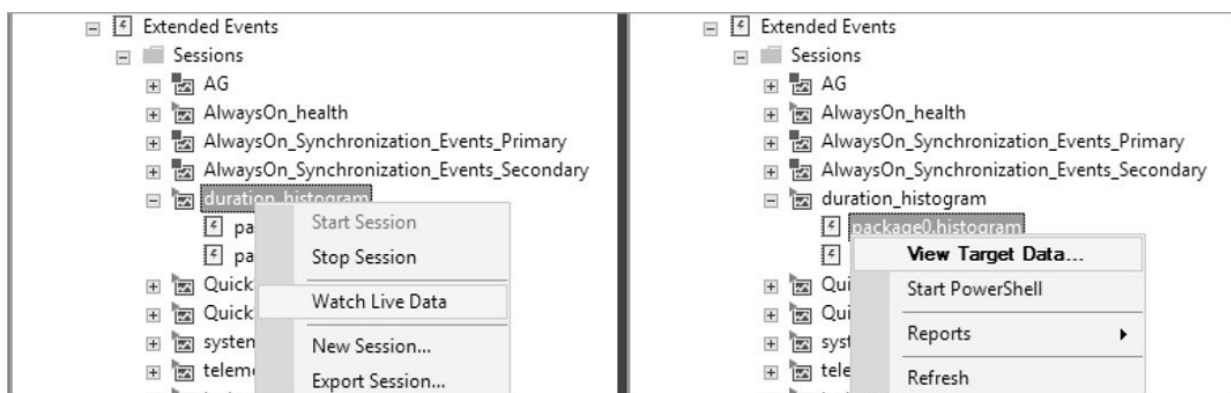 Extended Events
Sessions
AG
AlwaysOn_health
AlwaysOn_Synchronization_Events_Primary
AlwaysOn_Synchronization_Events_Secondary
duration_histogram
pa
Start Session
pa
Stop Session
Quick
Watch Live Data
Quick
system
New Session...
telem
Export Session...
Extended Events
Sessions
AG
AlwaysOn_health
AlwaysOn_Synchronization_Events_Primary
AlwaysOn_Synchronization_Events_Secondary
duration_histogram
package0.histogram
View Target Data...
Qui
Start PowerShell
Qui
Reports
syst
tele
Refresh